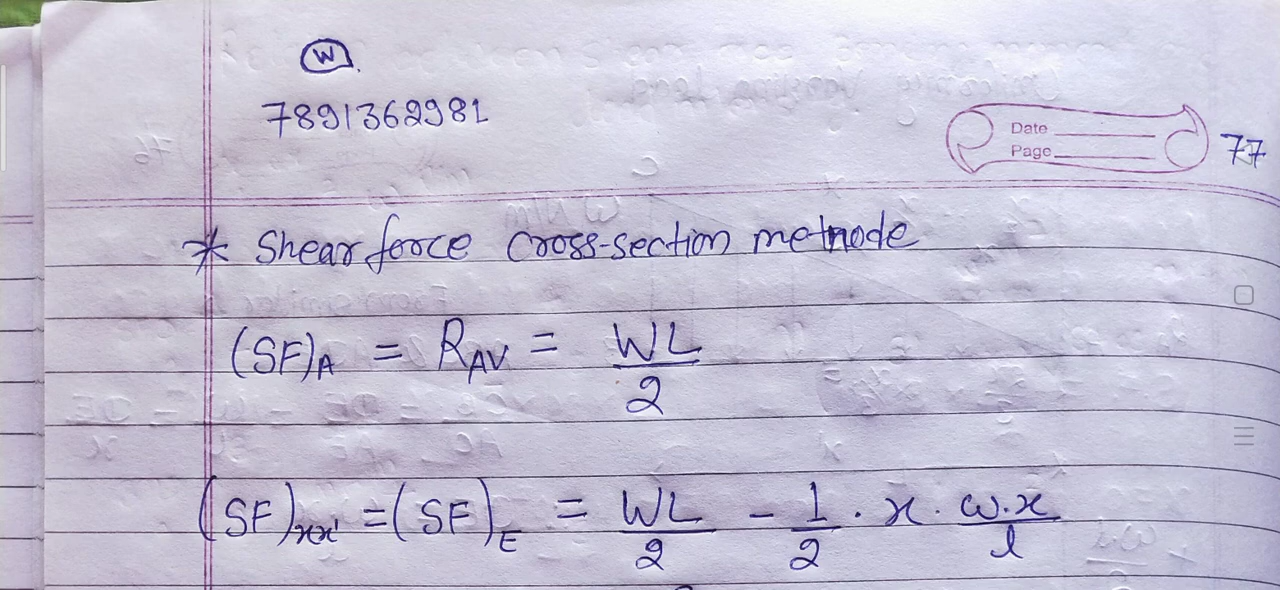 W
7891362981
Date
Page
77
* Shear force cross-section methode
(SF)A = RAV = WL/2
(SF)xx' = (SF)E = WL/2 - 1/2 · x · ω.x/l